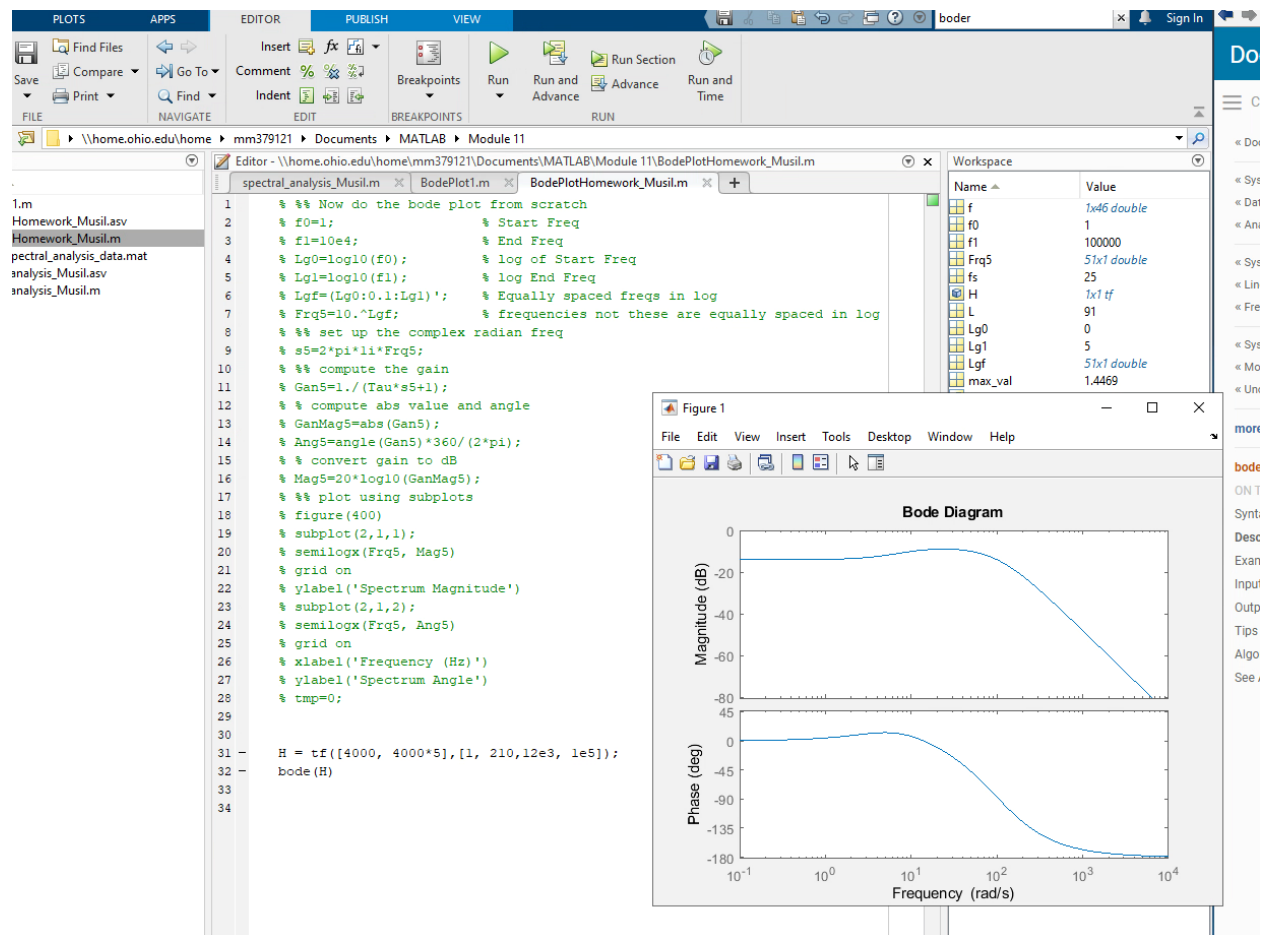 PLOTS APPS EDITOR PUBLISH VIEW boder Sign In
Find Files Insert fx
Save Compare Go To Comment % Breakpoints Run Run and Advance Run Section Advance Run and Time
Print Find Indent
FILE NAVIGATE EDIT BREAKPOINTS RUN
\\home.ohio.edu\home mm379121 Documents MATLAB Module 11
Editor - \\home.ohio.edu\home\mm379121\Documents\MATLAB\Module 11\BodePlotHomework_Musil.m
spectral_analysis_Musil.m BodePlot1.m BodePlotHomework_Musil.m +
1.m
Homework_Musil.asv
Homework_Musil.m
pectral_analysis_data.mat
analysis_Musil.asv
analysis_Musil.m
1 % %% Now do the bode plot from scratch
2 % f0=1; % Start Freq
3 % f1=10e4; % End Freq
4 % Lg0=log10(f0); % log of Start Freq
5 % Lg1=log10(f1); % log End Freq
6 % Lgf=(Lg0:0.1:Lg1)'; % Equally spaced freqs in log
7 % Frq5=10.^Lgf; % frequencies not these are equally spaced in log
8 % %% set up the complex radian freq
9 % s5=2*pi*1i*Frq5;
10 % %% compute the gain
11 % Gan5=1./(Tau*s5+1);
12 % % compute abs value and angle
13 % GanMag5=abs(Gan5);
14 % Ang5=angle(Gan5)*360/(2*pi);
15 % % convert gain to dB
16 % Mag5=20*log10(GanMag5);
17 % %% plot using subplots
18 % figure(400)
19 % subplot(2,1,1);
20 % semilogx(Frq5, Mag5)
21 % grid on
22 % ylabel('Spectrum Magnitude')
23 % subplot(2,1,2);
24 % semilogx(Frq5, Ang5)
25 % grid on
26 % xlabel('Frequency (Hz)')
27 % ylabel('Spectrum Angle')
28 % tmp=0;
29
30
31 – H = tf([4000, 4000*5],[1, 210,12e3, 1e5]);
32 – bode(H)
33
34
Workspace
Name Value
f 1x46 double
f0 1
f1 100000
Frq5 51x1 double
fs 25
H 1x1 tf
L 91
Lg0 0
Lg1 5
Lgf 51x1 double
max_val 1.4469
Figure 1
File Edit View Insert Tools Desktop Window Help
Bode Diagram
Magnitude (dB)
0
-20
-40
-60
-80
Phase (deg)
45
0
-45
-90
-135
-180
10-1 100 101 102 103 104
Frequency (rad/s)
Do
C
« Do
« Sys
« Dat
« Ana
« Sys
« Lin
« Fre
« Sys
« Mo
« Un
more
bode
ON T
Synta
Desc
Exam
Input
Outp
Tips
Algo
See A